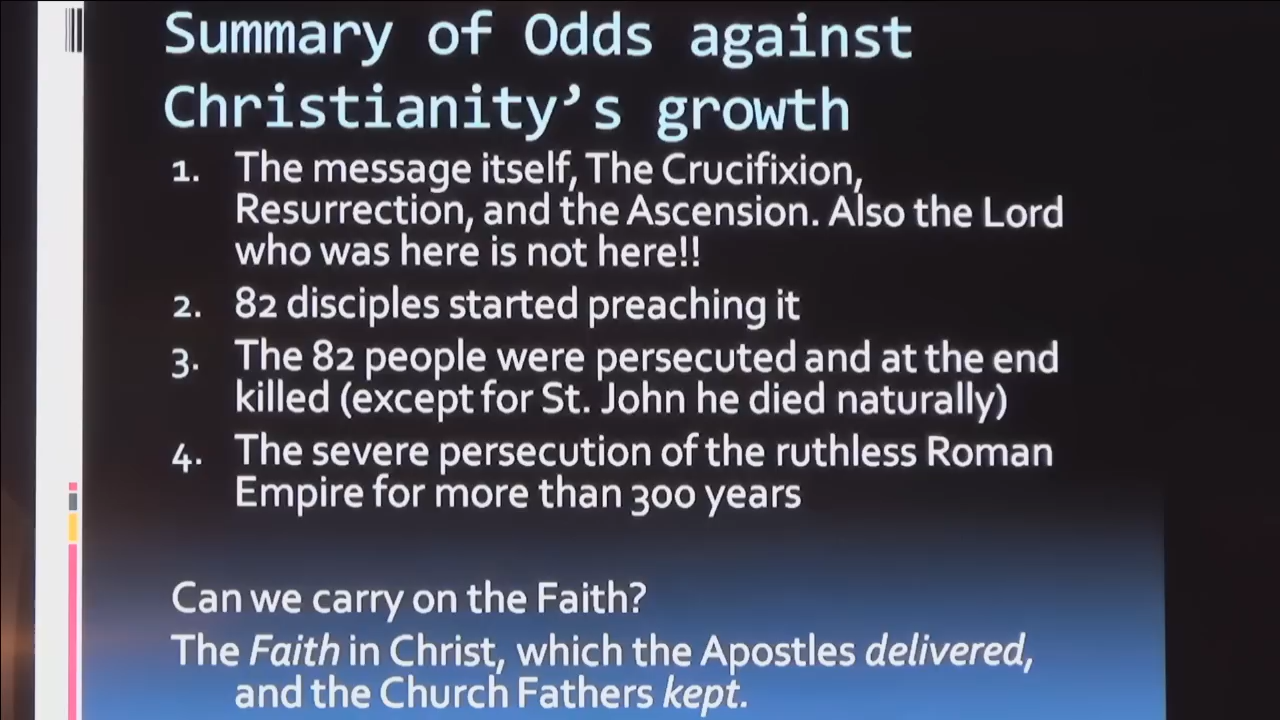 Summary of Odds against
Christianity’s growth
1. The message itself, The Crucifixion,
Resurrection, and the Ascension. Also the Lord
who was here is not here!!
2. 82 disciples started preaching it
3. The 82 people were persecuted and at the end
killed (except for St. John he died naturally)
4. The severe persecution of the ruthless Roman
Empire for more than 300 years
Can we carry on the Faith?
The Faith in Christ, which the Apostles delivered,
and the Church Fathers kept.